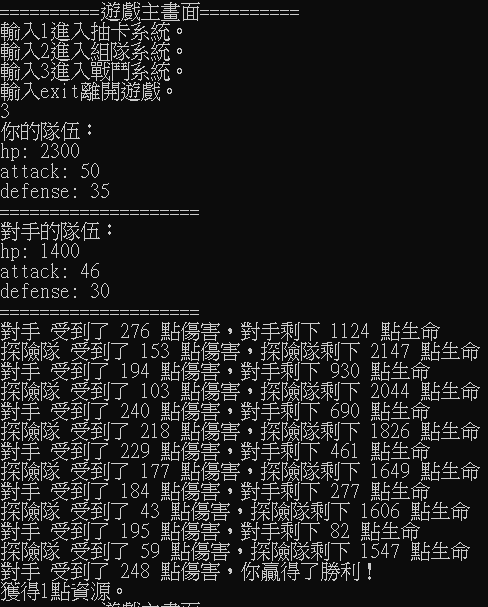 ==========遊戲主畫面==========
輸入1進入抽卡系統。
輸入2進入組隊系統。
輸入3進入戰鬥系統。
輸入exit離開遊戲。
3
你的隊伍：
hp: 2300
attack: 50
defense: 35
====================
對手的隊伍：
hp: 1400
attack: 46
defense: 30
====================
對手 受到了 276 點傷害，對手剩下 1124 點生命
探險隊 受到了 153 點傷害，探險隊剩下 2147 點生命
對手 受到了 194 點傷害，對手剩下 930 點生命
探險隊 受到了 103 點傷害，探險隊剩下 2044 點生命
對手 受到了 240 點傷害，對手剩下 690 點生命
探險隊 受到了 218 點傷害，探險隊剩下 1826 點生命
對手 受到了 229 點傷害，對手剩下 461 點生命
探險隊 受到了 177 點傷害，探險隊剩下 1649 點生命
對手 受到了 184 點傷害，對手剩下 277 點生命
探險隊 受到了 43 點傷害，探險隊剩下 1606 點生命
對手 受到了 195 點傷害，對手剩下 82 點生命
探險隊 受到了 59 點傷害，探險隊剩下 1547 點生命
對手 受到了 248 點傷害，你贏得了勝利！
獲得1點資源。